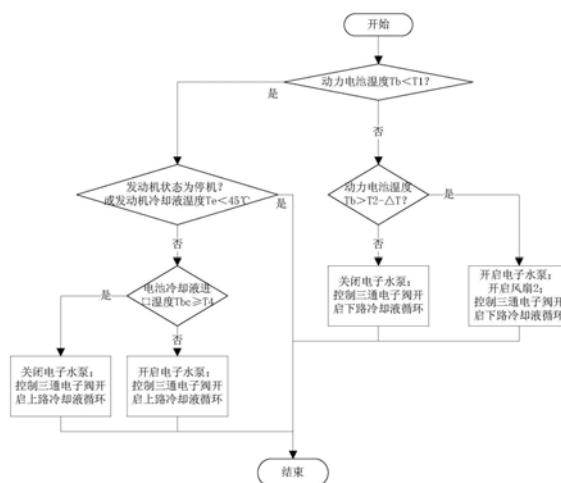 开始
动力电池温度Tb<T1?
是
否
发动机状态为停机?
或发动机冷却液温度Te<45℃
是
否
动力电池温度
Tb>T2-△T?
是
否
电池冷却液进
口温度Tbc≥T4
是
否
关闭电子水泵;
控制三通电子阀开
启下路冷却液循环
开启电子水泵;
开启风扇2;
控制三通电子阀开
启下路冷却液循环
关闭电子水泵;
控制三通电子阀开
启上路冷却液循环
开启电子水泵;
控制三通电子阀开
启上路冷却液循环
结束